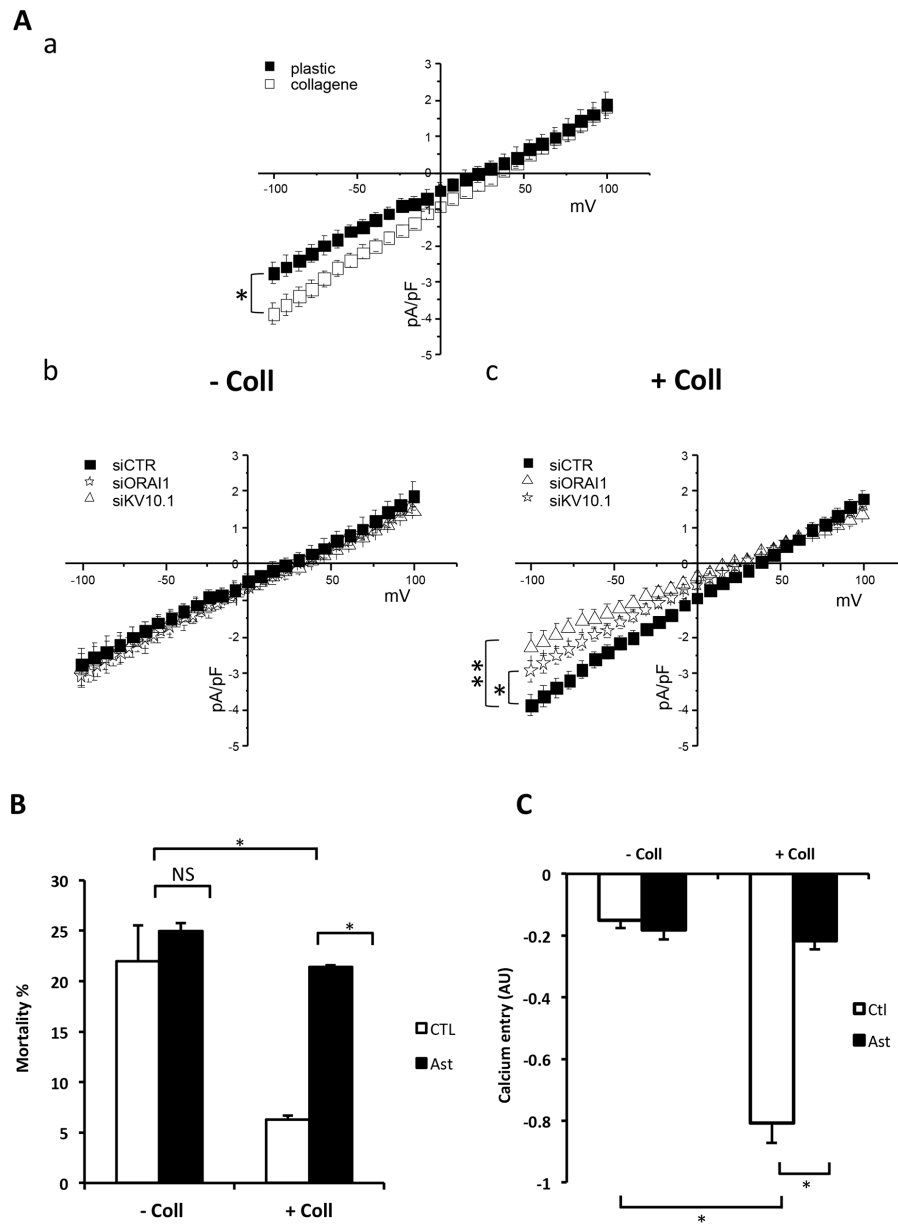 A
a
plastic
collagene
3
2
1
0
-1
-2
-3
-4
-5
-100
-50
50
100
mV
pA/pF
*
b
- Coll
siCTR
siORAI1
siKV10.1
3
2
1
0
-1
-2
-3
-4
-5
-100
-50
50
100
mV
pA/pF
c
+ Coll
siCTR
siORAI1
siKV10.1
3
2
1
0
-1
-2
-3
-4
-5
-100
-50
50
100
mV
pA/pF
**
*
B
*
NS
*
30
25
20
15
10
5
0
Mortality %
- Coll
+ Coll
CTL
Ast
C
- Coll
+ Coll
0
-0.2
-0.4
-0.6
-0.8
-1
Calcium entry (AU)
Ctl
Ast
*
*